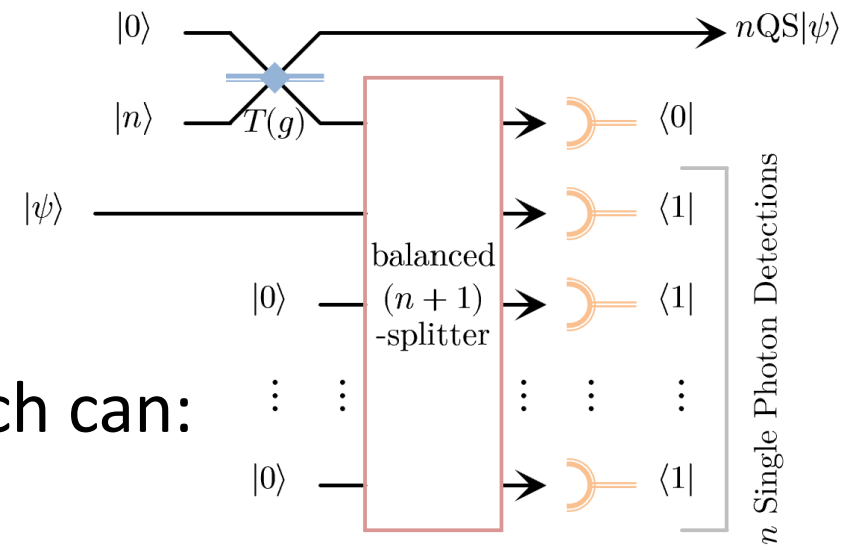 |0⟩ nQS|ψ⟩
|n⟩ T(g) ⟨0|
|ψ⟩ ⟨1|
balanced
|0⟩ (n + 1) ⟨1|
-splitter
⋮ ⋮ ⋮ ⋮ ⋮
ch can:
|0⟩ ⟨1|
n Single Photon Detections